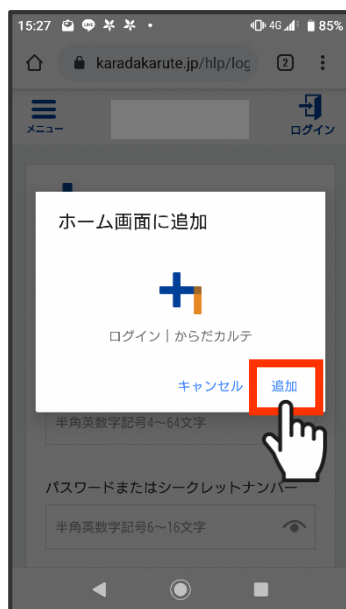 15:27 4G 85%
karadakarute.jp/hlp/log 2
メニュー ログイン
ホーム画面に追加
ログイン｜からだカルテ
キャンセル 追加
半角英数字記号4～64文字
パスワードまたはシークレットナンバー
半角英数字記号6～16文字